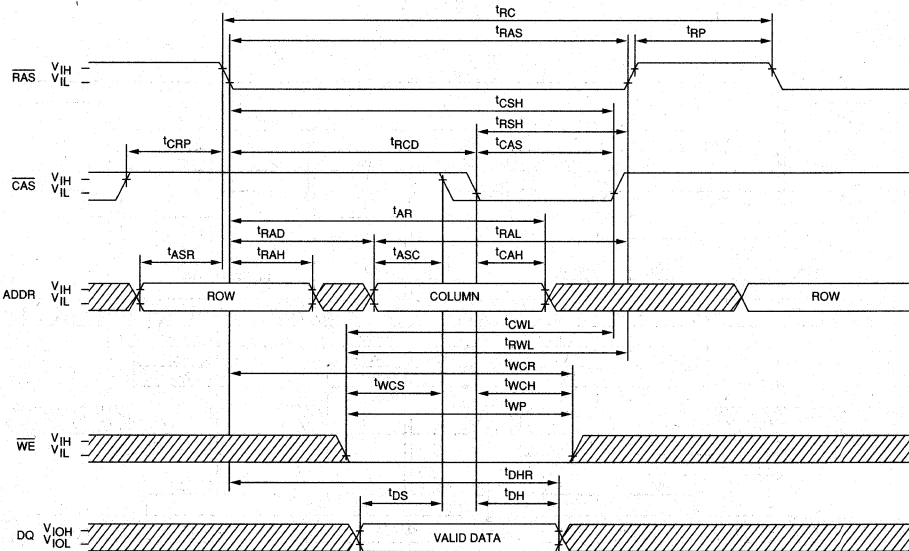 tRC
tRAS
tRP
RAS VIH
VIL
tCSH
tRSH
tCRP
tRCD
tCAS
CAS VIH
VIL
tAR
tRAD
tRAL
tASR
tRAH
tASC
tCAH
ADDR VIH
VIL
ROW
COLUMN
ROW
tCWL
tRWL
tWCR
tWCS
tWCH
tWP
WE VIH
VIL
tDHR
tDS
tDH
DQ VIOH
VIOL
VALID DATA